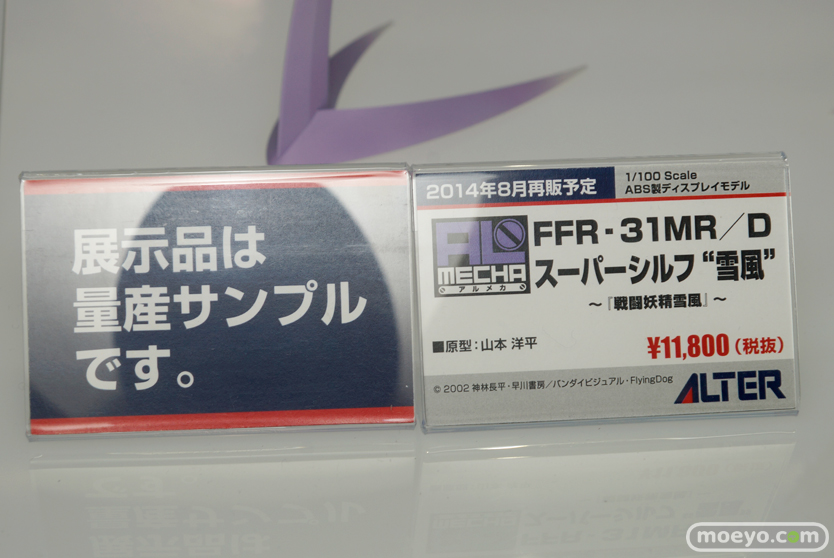 展示品は
量産サンプル
です。
2014年8月再販予定
1/100 Scale
ABS製ディスプレイモデル
ALMECHA
アルメカ
FFR-31MR/D
スーパーシルフ“雪風”
～『戦闘妖精雪風』～
■原型:山本 洋平
¥11,800(税抜)
© 2002 神林長平・早川書房/バンダイビジュアル・FlyingDog
ALTER
moeyo.com